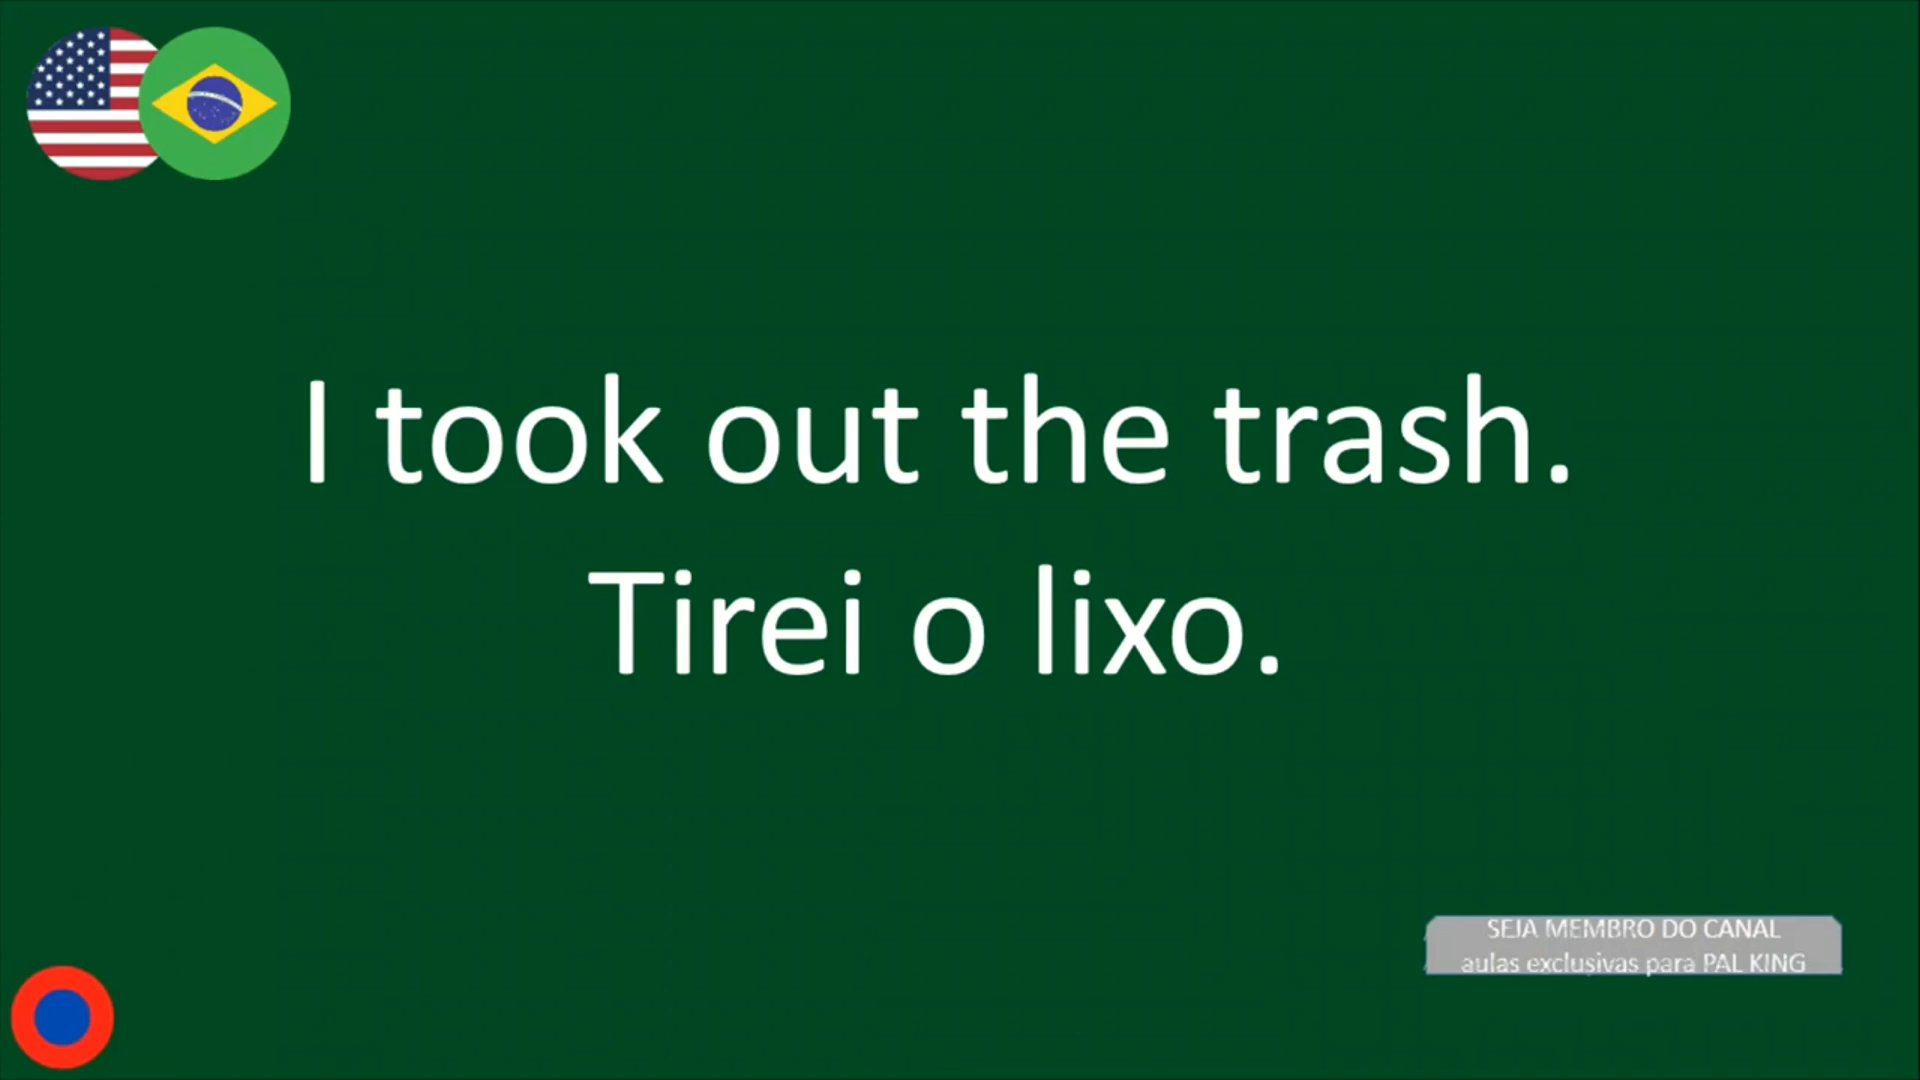 I took out the trash.
Tirei o lixo.
SEJA MEMBRO DO CANAL
aulas exclusivas para PAL KING